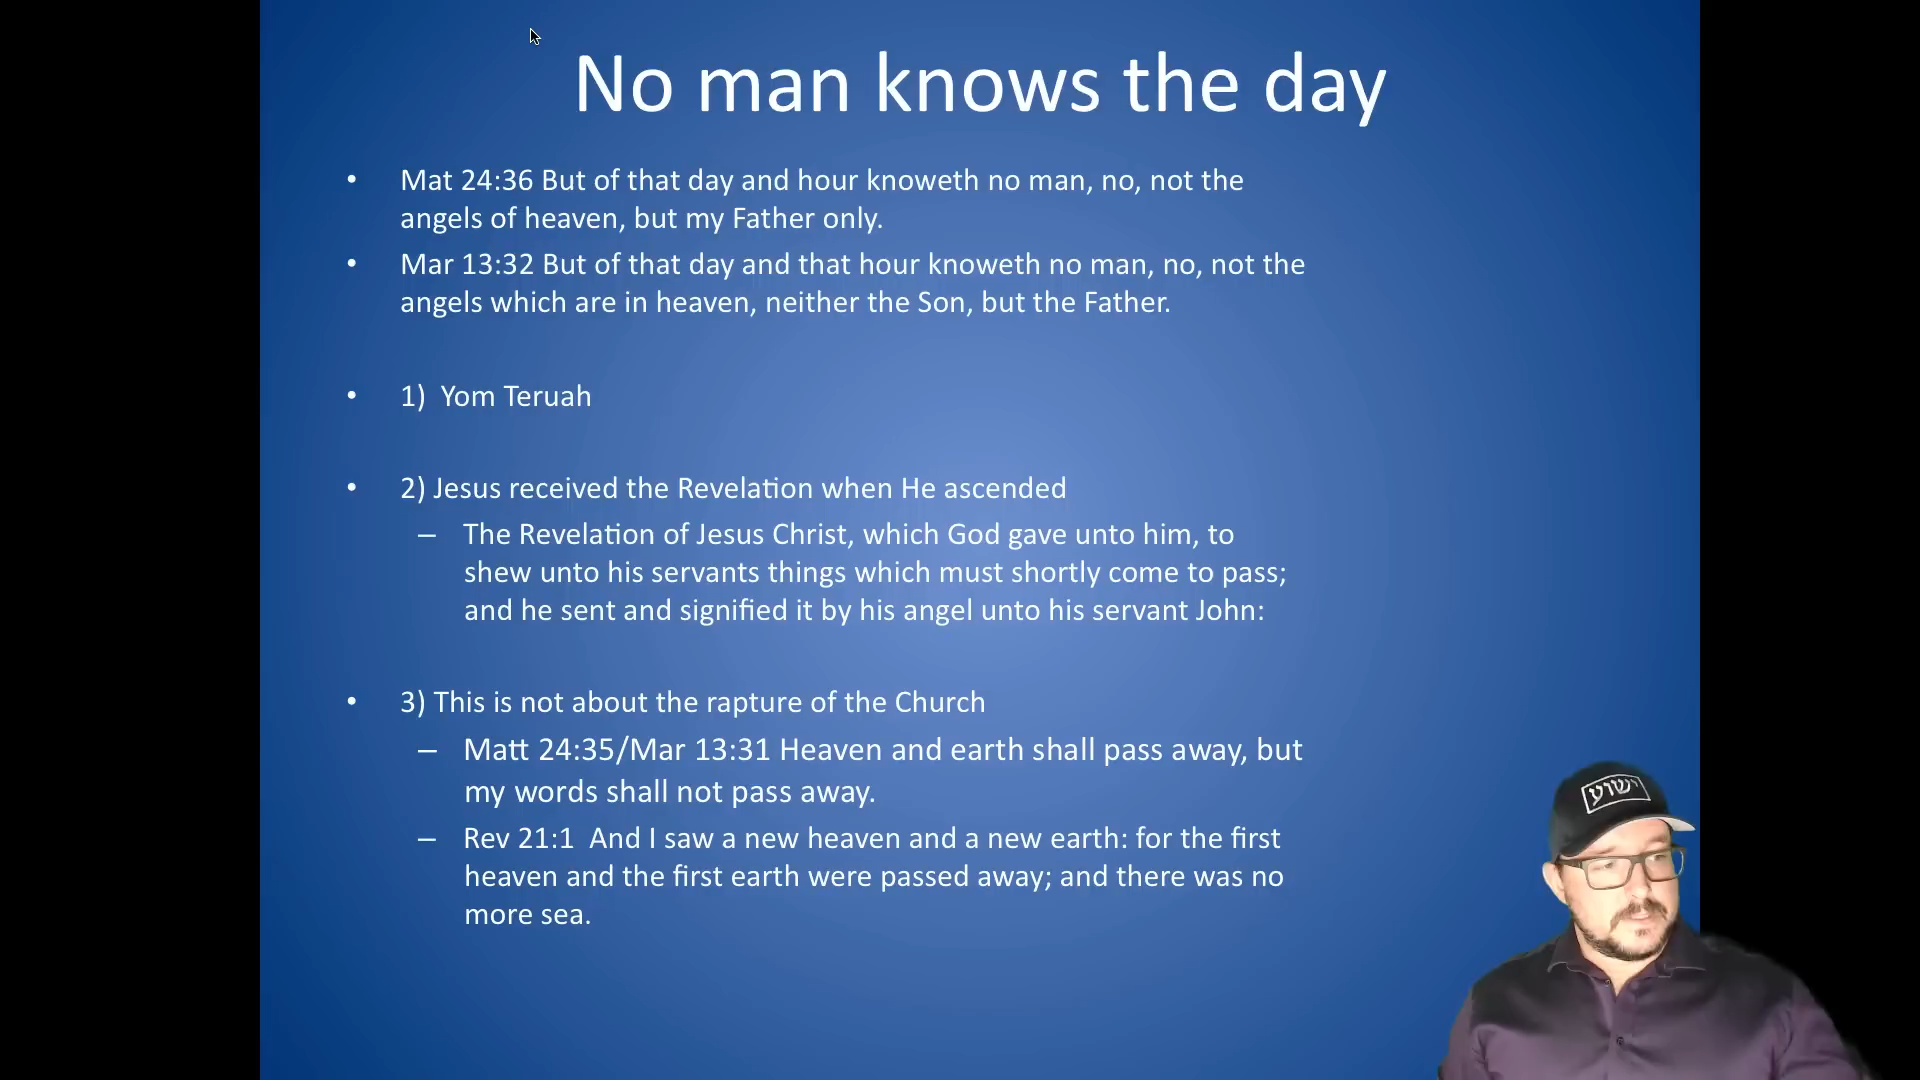 No man knows the day
• Mat 24:36 But of that day and hour knoweth no man, no, not the
angels of heaven, but my Father only.
• Mar 13:32 But of that day and that hour knoweth no man, no, not the
angels which are in heaven, neither the Son, but the Father.
• 1)  Yom Teruah
• 2) Jesus received the Revelation when He ascended
– The Revelation of Jesus Christ, which God gave unto him, to
shew unto his servants things which must shortly come to pass;
and he sent and signified it by his angel unto his servant John:
• 3) This is not about the rapture of the Church
– Matt 24:35/Mar 13:31 Heaven and earth shall pass away, but
my words shall not pass away.
– Rev 21:1  And I saw a new heaven and a new earth: for the first
heaven and the first earth were passed away; and there was no
more sea.
ישוע